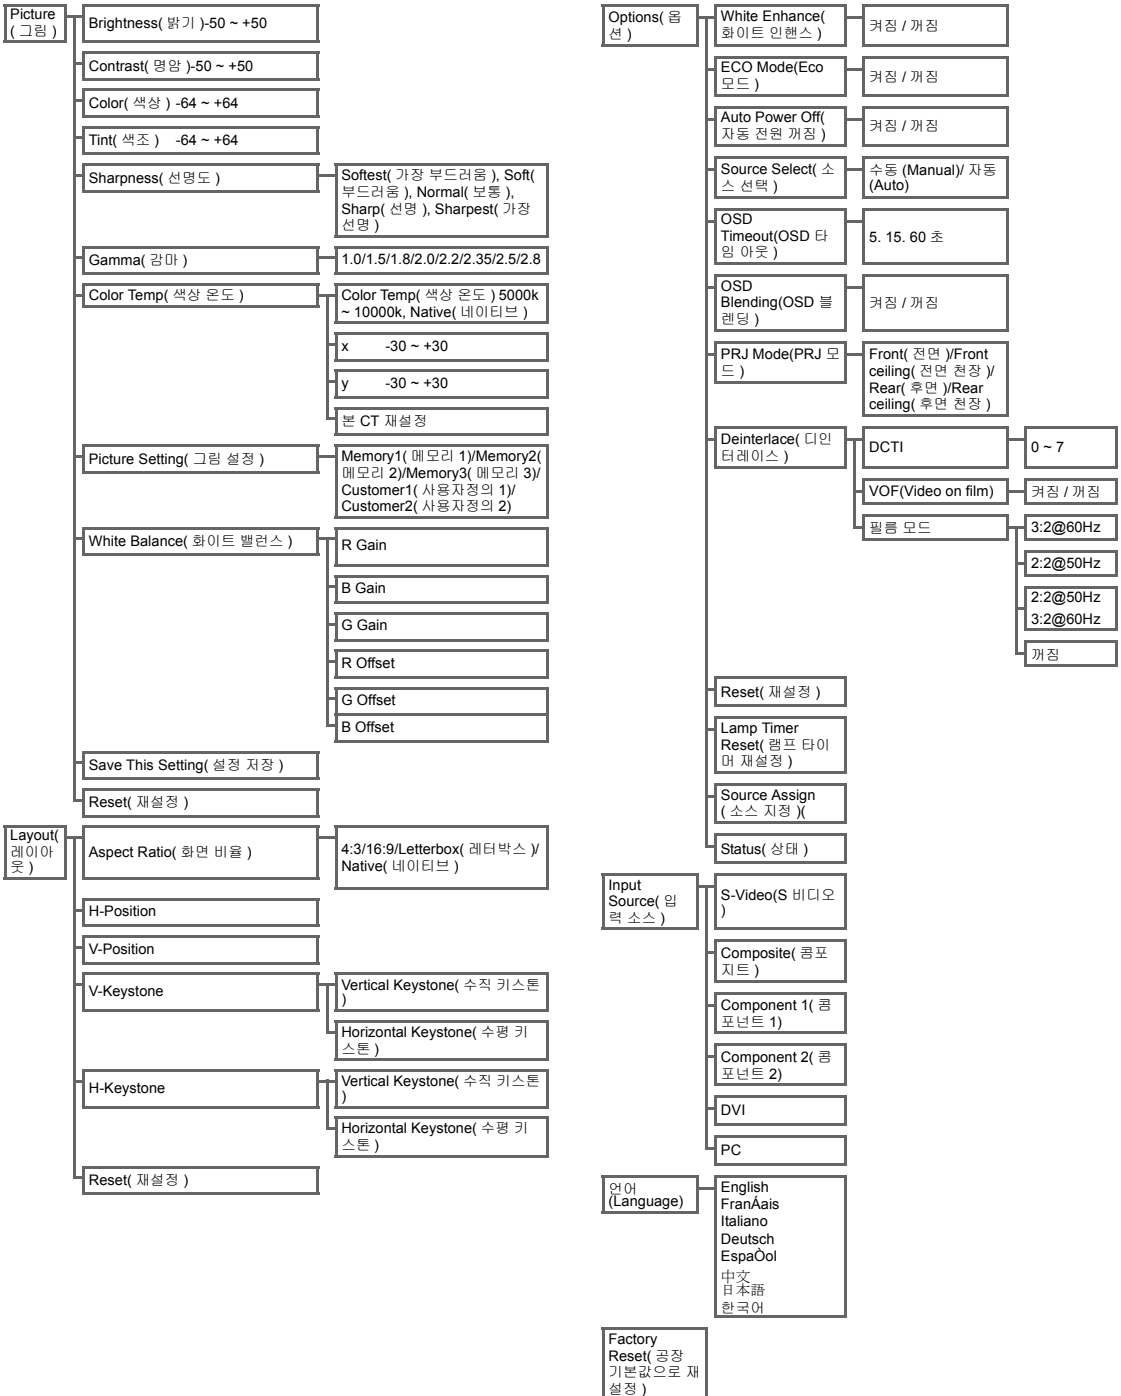 Picture
( 그림 )
Brightness( 밝기 )-50 ~ +50
Contrast( 명암 )-50 ~ +50
Color( 색상 ) -64 ~ +64
Tint( 색조 ) -64 ~ +64
Sharpness( 선명도 )
Softest( 가장 부드러움 ), Soft(
부드러움 ), Normal( 보통 ),
Sharp( 선명 ), Sharpest( 가장
선명 )
Gamma( 감마 )
1.0/1.5/1.8/2.0/2.2/2.35/2.5/2.8
Color Temp( 색상 온도 )
Color Temp( 색상 온도 ) 5000k
~ 10000k, Native( 네이티브 )
x -30 ~ +30
y -30 ~ +30
본 CT 재설정
Picture Setting( 그림 설정 )
Memory1( 메모리 1)/Memory2(
메모리 2)/Memory3( 메모리 3)/
Customer1( 사용자정의 1)/
Customer2( 사용자정의 2)
White Balance( 화이트 밸런스 )
R Gain
B Gain
G Gain
R Offset
G Offset
B Offset
Save This Setting( 설정 저장 )
Reset( 재설정 )
Layout(
레이아
웃 )
Aspect Ratio( 화면 비율 )
4:3/16:9/Letterbox( 레터박스 )/
Native( 네이티브 )
H-Position
V-Position
V-Keystone
Vertical Keystone( 수직 키스톤
)
Horizontal Keystone( 수평 키
스톤 )
H-Keystone
Vertical Keystone( 수직 키스톤
)
Horizontal Keystone( 수평 키
스톤 )
Reset( 재설정 )
Options( 옵
션 )
White Enhance(
화이트 인핸스 )
켜짐 / 꺼짐
ECO Mode(Eco
모드 )
켜짐 / 꺼짐
Auto Power Off(
자동 전원 꺼짐 )
켜짐 / 꺼짐
Source Select( 소
스 선택 )
수동 (Manual)/ 자동
(Auto)
OSD
Timeout(OSD 타
임 아웃 )
5. 15. 60 초
OSD
Blending(OSD 블
렌딩 )
켜짐 / 꺼짐
PRJ Mode(PRJ 모
드 )
Front( 전면 )/Front
ceiling( 전면 천장 )/
Rear( 후면 )/Rear
ceiling( 후면 천장 )
Deinterlace( 디인
터레이스 )
DCTI
0 ~ 7
VOF(Video on film)
켜짐 / 꺼짐
필름 모드
3:2@60Hz
2:2@50Hz
2:2@50Hz
3:2@60Hz
꺼짐
Reset( 재설정 )
Lamp Timer
Reset( 램프 타이
머 재설정 )
Source Assign
( 소스 지정 )(
Status( 상태 )
Input
Source( 입
력 소스 )
S-Video(S 비디오
)
Composite( 콤포
지트 )
Component 1( 콤
포넌트 1)
Component 2( 콤
포넌트 2)
DVI
PC
언어
(Language)
English
FranÁais
Italiano
Deutsch
EspaÒol
中文
日本語
한국어
Factory
Reset( 공장
기본값으로 재
설정 )